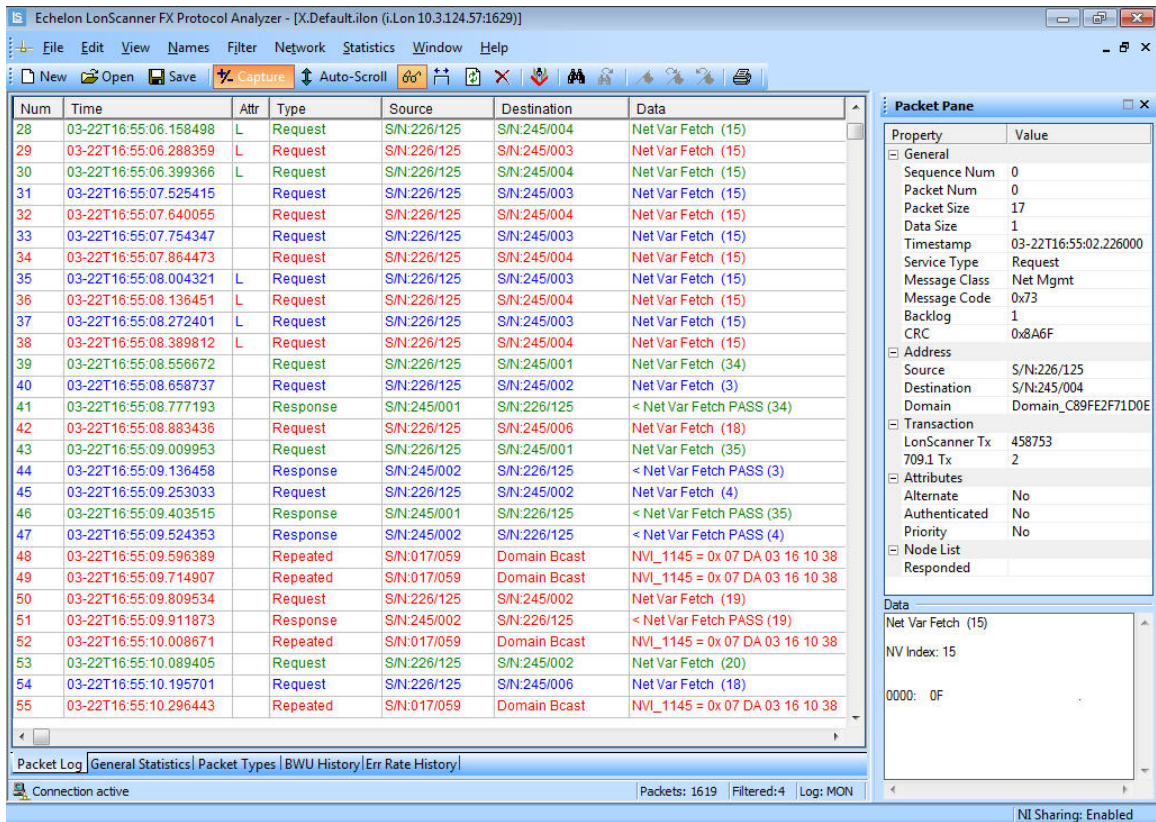 Echelon LonScanner FX Protocol Analyzer - [X.Default.ilon (i.Lon 10.3.124.57:1629)]
File Edit View Names Filter Network Statistics Window Help
New Open Save Capture Auto-Scroll
Num Time Attr Type Source Destination Data
28 03-22T16:55:06.158498 L Request S/N:226/125 S/N:245/004 Net Var Fetch (15)
29 03-22T16:55:06.288359 L Request S/N:226/125 S/N:245/003 Net Var Fetch (15)
30 03-22T16:55:06.399366 L Request S/N:226/125 S/N:245/004 Net Var Fetch (15)
31 03-22T16:55:07.525415 Request S/N:226/125 S/N:245/003 Net Var Fetch (15)
32 03-22T16:55:07.640055 Request S/N:226/125 S/N:245/004 Net Var Fetch (15)
33 03-22T16:55:07.754347 Request S/N:226/125 S/N:245/003 Net Var Fetch (15)
34 03-22T16:55:07.864473 Request S/N:226/125 S/N:245/004 Net Var Fetch (15)
35 03-22T16:55:08.004321 L Request S/N:226/125 S/N:245/003 Net Var Fetch (15)
36 03-22T16:55:08.136451 L Request S/N:226/125 S/N:245/004 Net Var Fetch (15)
37 03-22T16:55:08.272401 L Request S/N:226/125 S/N:245/003 Net Var Fetch (15)
38 03-22T16:55:08.389812 L Request S/N:226/125 S/N:245/004 Net Var Fetch (15)
39 03-22T16:55:08.556672 Request S/N:226/125 S/N:245/001 Net Var Fetch (34)
40 03-22T16:55:08.658737 Request S/N:226/125 S/N:245/002 Net Var Fetch (3)
41 03-22T16:55:08.777193 Response S/N:245/001 S/N:226/125 < Net Var Fetch PASS (34)
42 03-22T16:55:08.883436 Request S/N:226/125 S/N:245/006 Net Var Fetch (18)
43 03-22T16:55:09.009953 Request S/N:226/125 S/N:245/001 Net Var Fetch (35)
44 03-22T16:55:09.136458 Response S/N:245/002 S/N:226/125 < Net Var Fetch PASS (3)
45 03-22T16:55:09.253033 Request S/N:226/125 S/N:245/002 Net Var Fetch (4)
46 03-22T16:55:09.403515 Response S/N:245/001 S/N:226/125 < Net Var Fetch PASS (35)
47 03-22T16:55:09.524353 Response S/N:245/002 S/N:226/125 < Net Var Fetch PASS (4)
48 03-22T16:55:09.596389 Repeated S/N:017/059 Domain Bcast NVI_1145 = 0x 07 DA 03 16 10 38
49 03-22T16:55:09.714907 Repeated S/N:017/059 Domain Bcast NVI_1145 = 0x 07 DA 03 16 10 38
50 03-22T16:55:09.809534 Request S/N:226/125 S/N:245/002 Net Var Fetch (19)
51 03-22T16:55:09.911873 Response S/N:245/002 S/N:226/125 < Net Var Fetch PASS (19)
52 03-22T16:55:10.008671 Repeated S/N:017/059 Domain Bcast NVI_1145 = 0x 07 DA 03 16 10 38
53 03-22T16:55:10.089405 Request S/N:226/125 S/N:245/002 Net Var Fetch (20)
54 03-22T16:55:10.195701 Request S/N:226/125 S/N:245/006 Net Var Fetch (18)
55 03-22T16:55:10.296443 Repeated S/N:017/059 Domain Bcast NVI_1145 = 0x 07 DA 03 16 10 38
Packet Log General Statistics Packet Types BWU History Err Rate History
Connection active Packets: 1619 Filtered:4 Log: MON
Packet Pane
Property Value
General
Sequence Num 0
Packet Num 0
Packet Size 17
Data Size 1
Timestamp 03-22T16:55:02.226000
Service Type Request
Message Class Net Mgmt
Message Code 0x73
Backlog 1
CRC 0x8A6F
Address
Source S/N:226/125
Destination S/N:245/004
Domain Domain_C89FE2F71D0E
Transaction
LonScanner Tx 458753
709.1 Tx 2
Attributes
Alternate No
Authenticated No
Priority No
Node List
Responded
Data
Net Var Fetch (15)
NV Index: 15
0000: 0F .
NI Sharing: Enabled